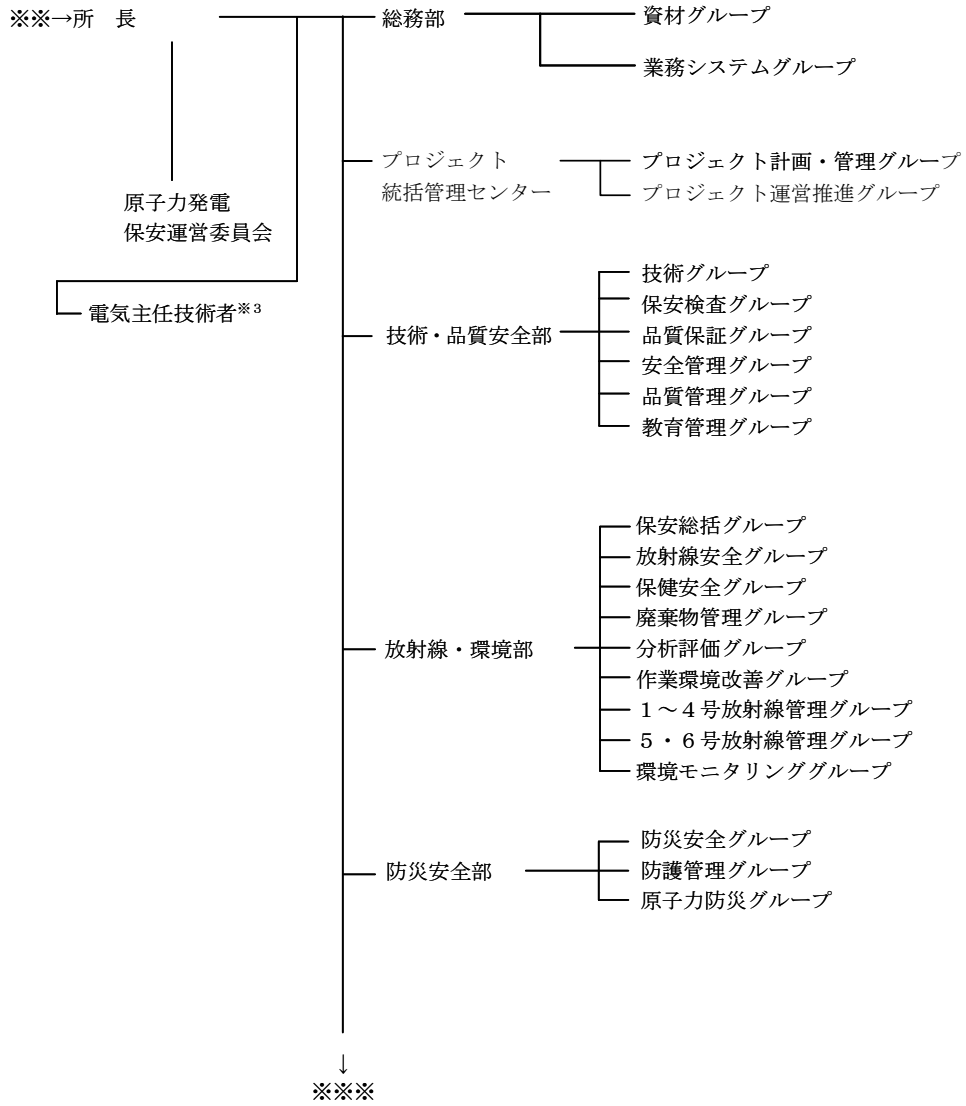 ※※→所　長
総務部
資材グループ
業務システムグループ
プロジェクト
統括管理センター
プロジェクト計画・管理グループ
プロジェクト運営推進グループ
原子力発電
保安運営委員会
電気主任技術者※3
技術・品質安全部
技術グループ
保安検査グループ
品質保証グループ
安全管理グループ
品質管理グループ
教育管理グループ
放射線・環境部
保安総括グループ
放射線安全グループ
保健安全グループ
廃棄物管理グループ
分析評価グループ
作業環境改善グループ
１～４号放射線管理グループ
５・６号放射線管理グループ
環境モニタリンググループ
防災安全部
防災安全グループ
防護管理グループ
原子力防災グループ
↓
※※※